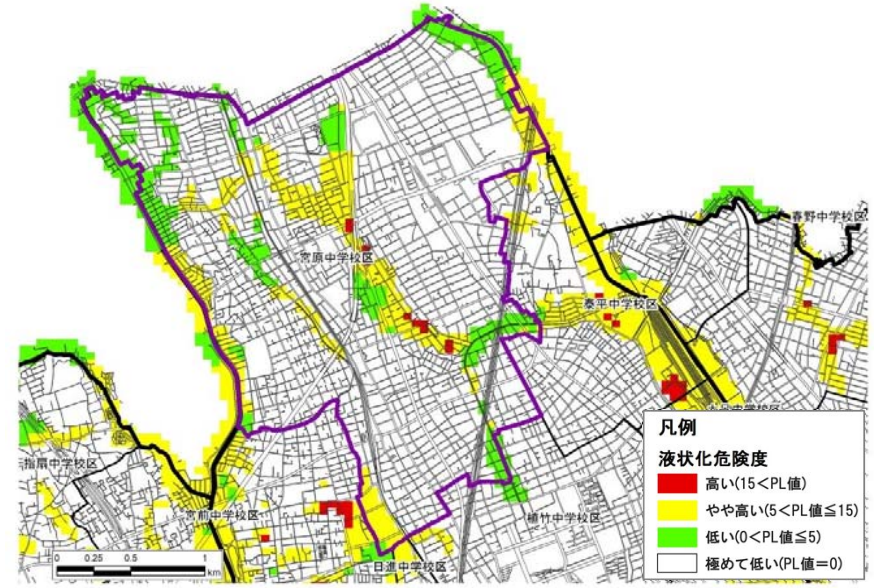 春野中学校区
宮原中学校区
泰平中学校区
指扇中学校区
宮前中学校区
植竹中学校区
日進中学校区
0 0.25 0.5 1
km
凡例
液状化危険度
高い(15<PL値)
やや高い(5<PL値≦15)
低い(0<PL値≦5)
極めて低い(PL値=0)